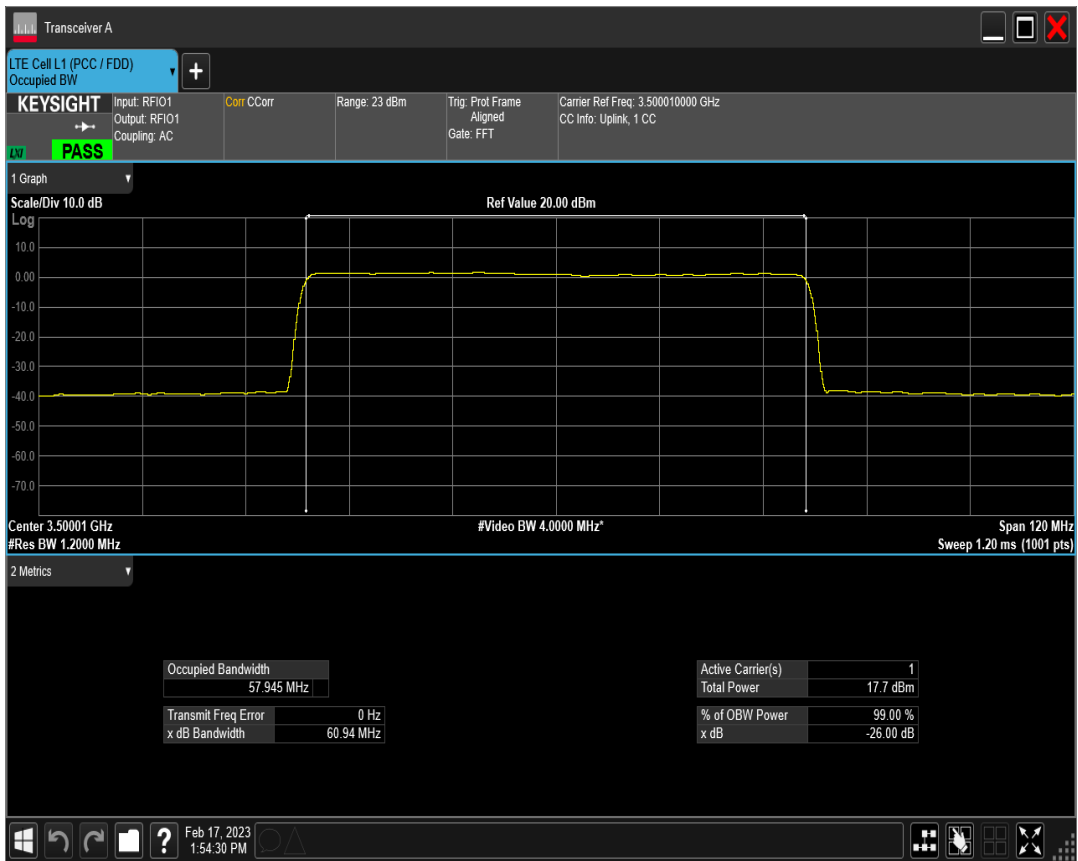 Transceiver A
LTE Cell L1 (PCC / FDD)
Occupied BW
+
KEYSIGHT
LXI
PASS
Input: RFIO1
Output: RFIO1
Coupling: AC
Corr CCorr
Range: 23 dBm
Trig: Prot Frame
Aligned
Gate: FFT
Carrier Ref Freq: 3.500010000 GHz
CC Info: Uplink, 1 CC
1 Graph
Scale/Div 10.0 dB
Ref Value 20.00 dBm
Log
10.0
0.00
-10.0
-20.0
-30.0
-40.0
-50.0
-60.0
-70.0
Center 3.50001 GHz
#Video BW 4.0000 MHz*
Span 120 MHz
#Res BW 1.2000 MHz
Sweep 1.20 ms (1001 pts)
2 Metrics
Occupied Bandwidth
57.945 MHz
Transmit Freq Error 0 Hz
x dB Bandwidth 60.94 MHz
Active Carrier(s) 1
Total Power 17.7 dBm
% of OBW Power 99.00 %
x dB -26.00 dB
?
Feb 17, 2023
1:54:30 PM